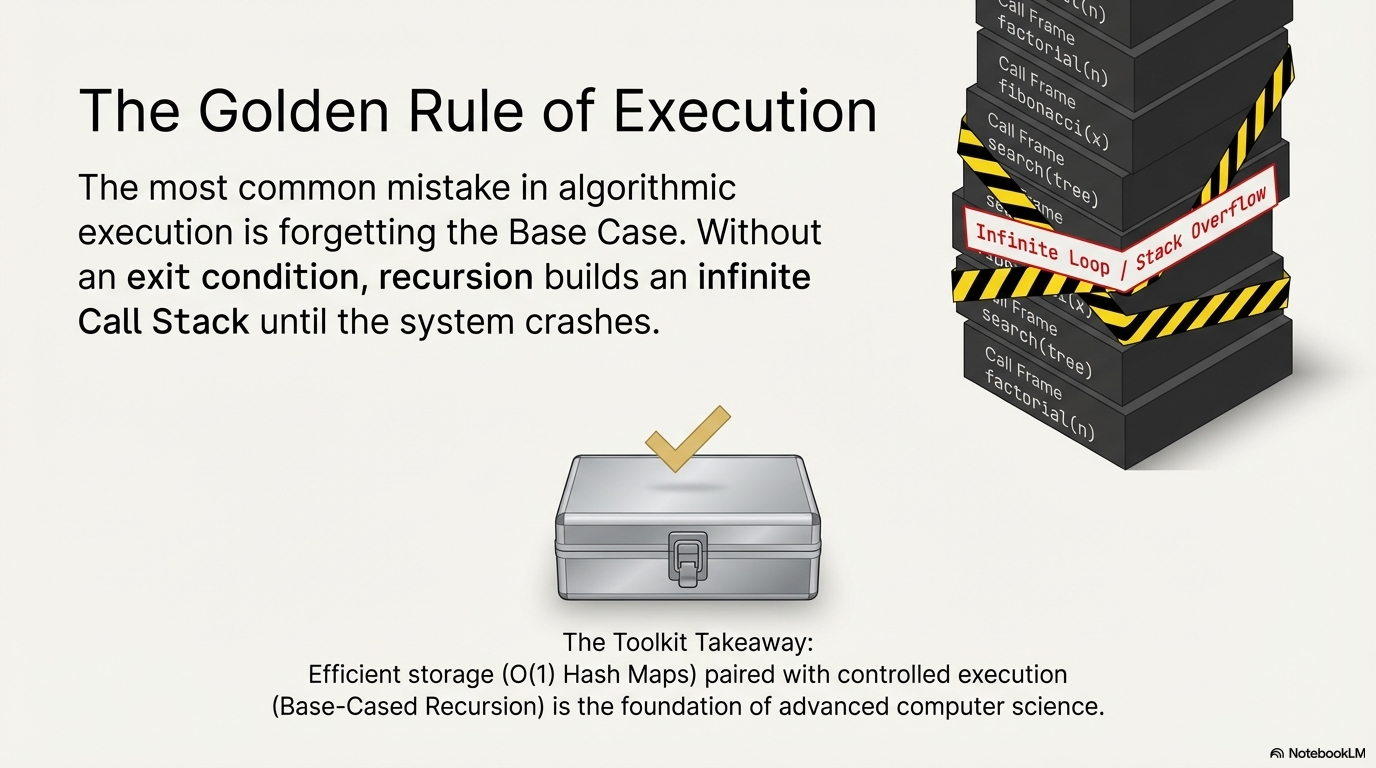 The Golden Rule of Execution
The most common mistake in algorithmic
execution is forgetting the Base Case. Without
an exit condition, recursion builds an infinite
Call Stack until the system crashes.
Call Frame
factorial(n)
Call Frame
fibonacci(x)
Call Frame
search(tree)
Infinite Loop / Stack Overflow
search(tree)
Call Frame
factorial(n)
The Toolkit Takeaway:
Efficient storage (O(1) Hash Maps) paired with controlled execution
(Base-Cased Recursion) is the foundation of advanced computer science.
NotebookLM